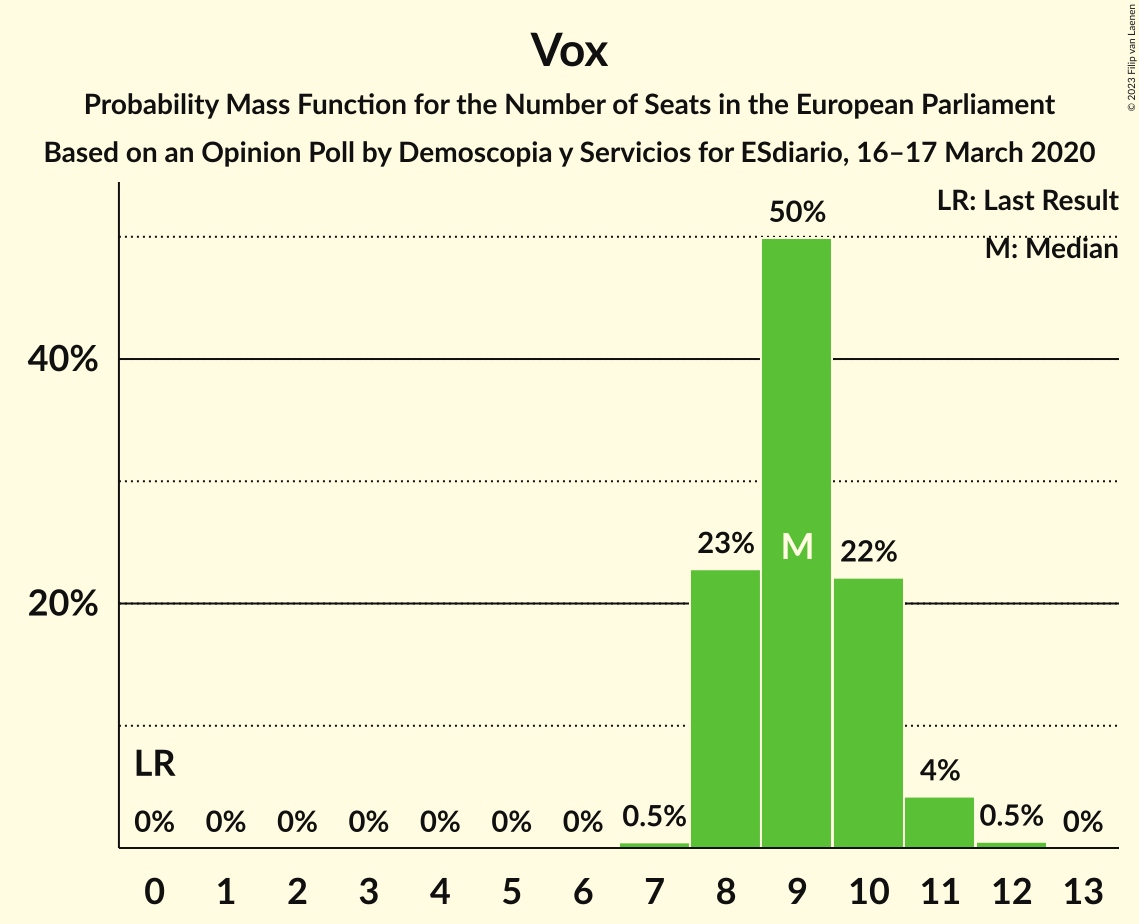 Vox
Probability Mass Function for the Number of Seats in the European Parliament
Based on an Opinion Poll by Demoscopia y Servicios for ESdiario, 16–17 March 2020
© 2023 Filip van Laenen
LR: Last Result
M: Median
50%
40%
23%
M
22%
20%
LR
4%
0% 0% 0% 0% 0% 0% 0% 0.5% 0.5% 0%
0 1 2 3 4 5 6 7 8 9 10 11 12 13